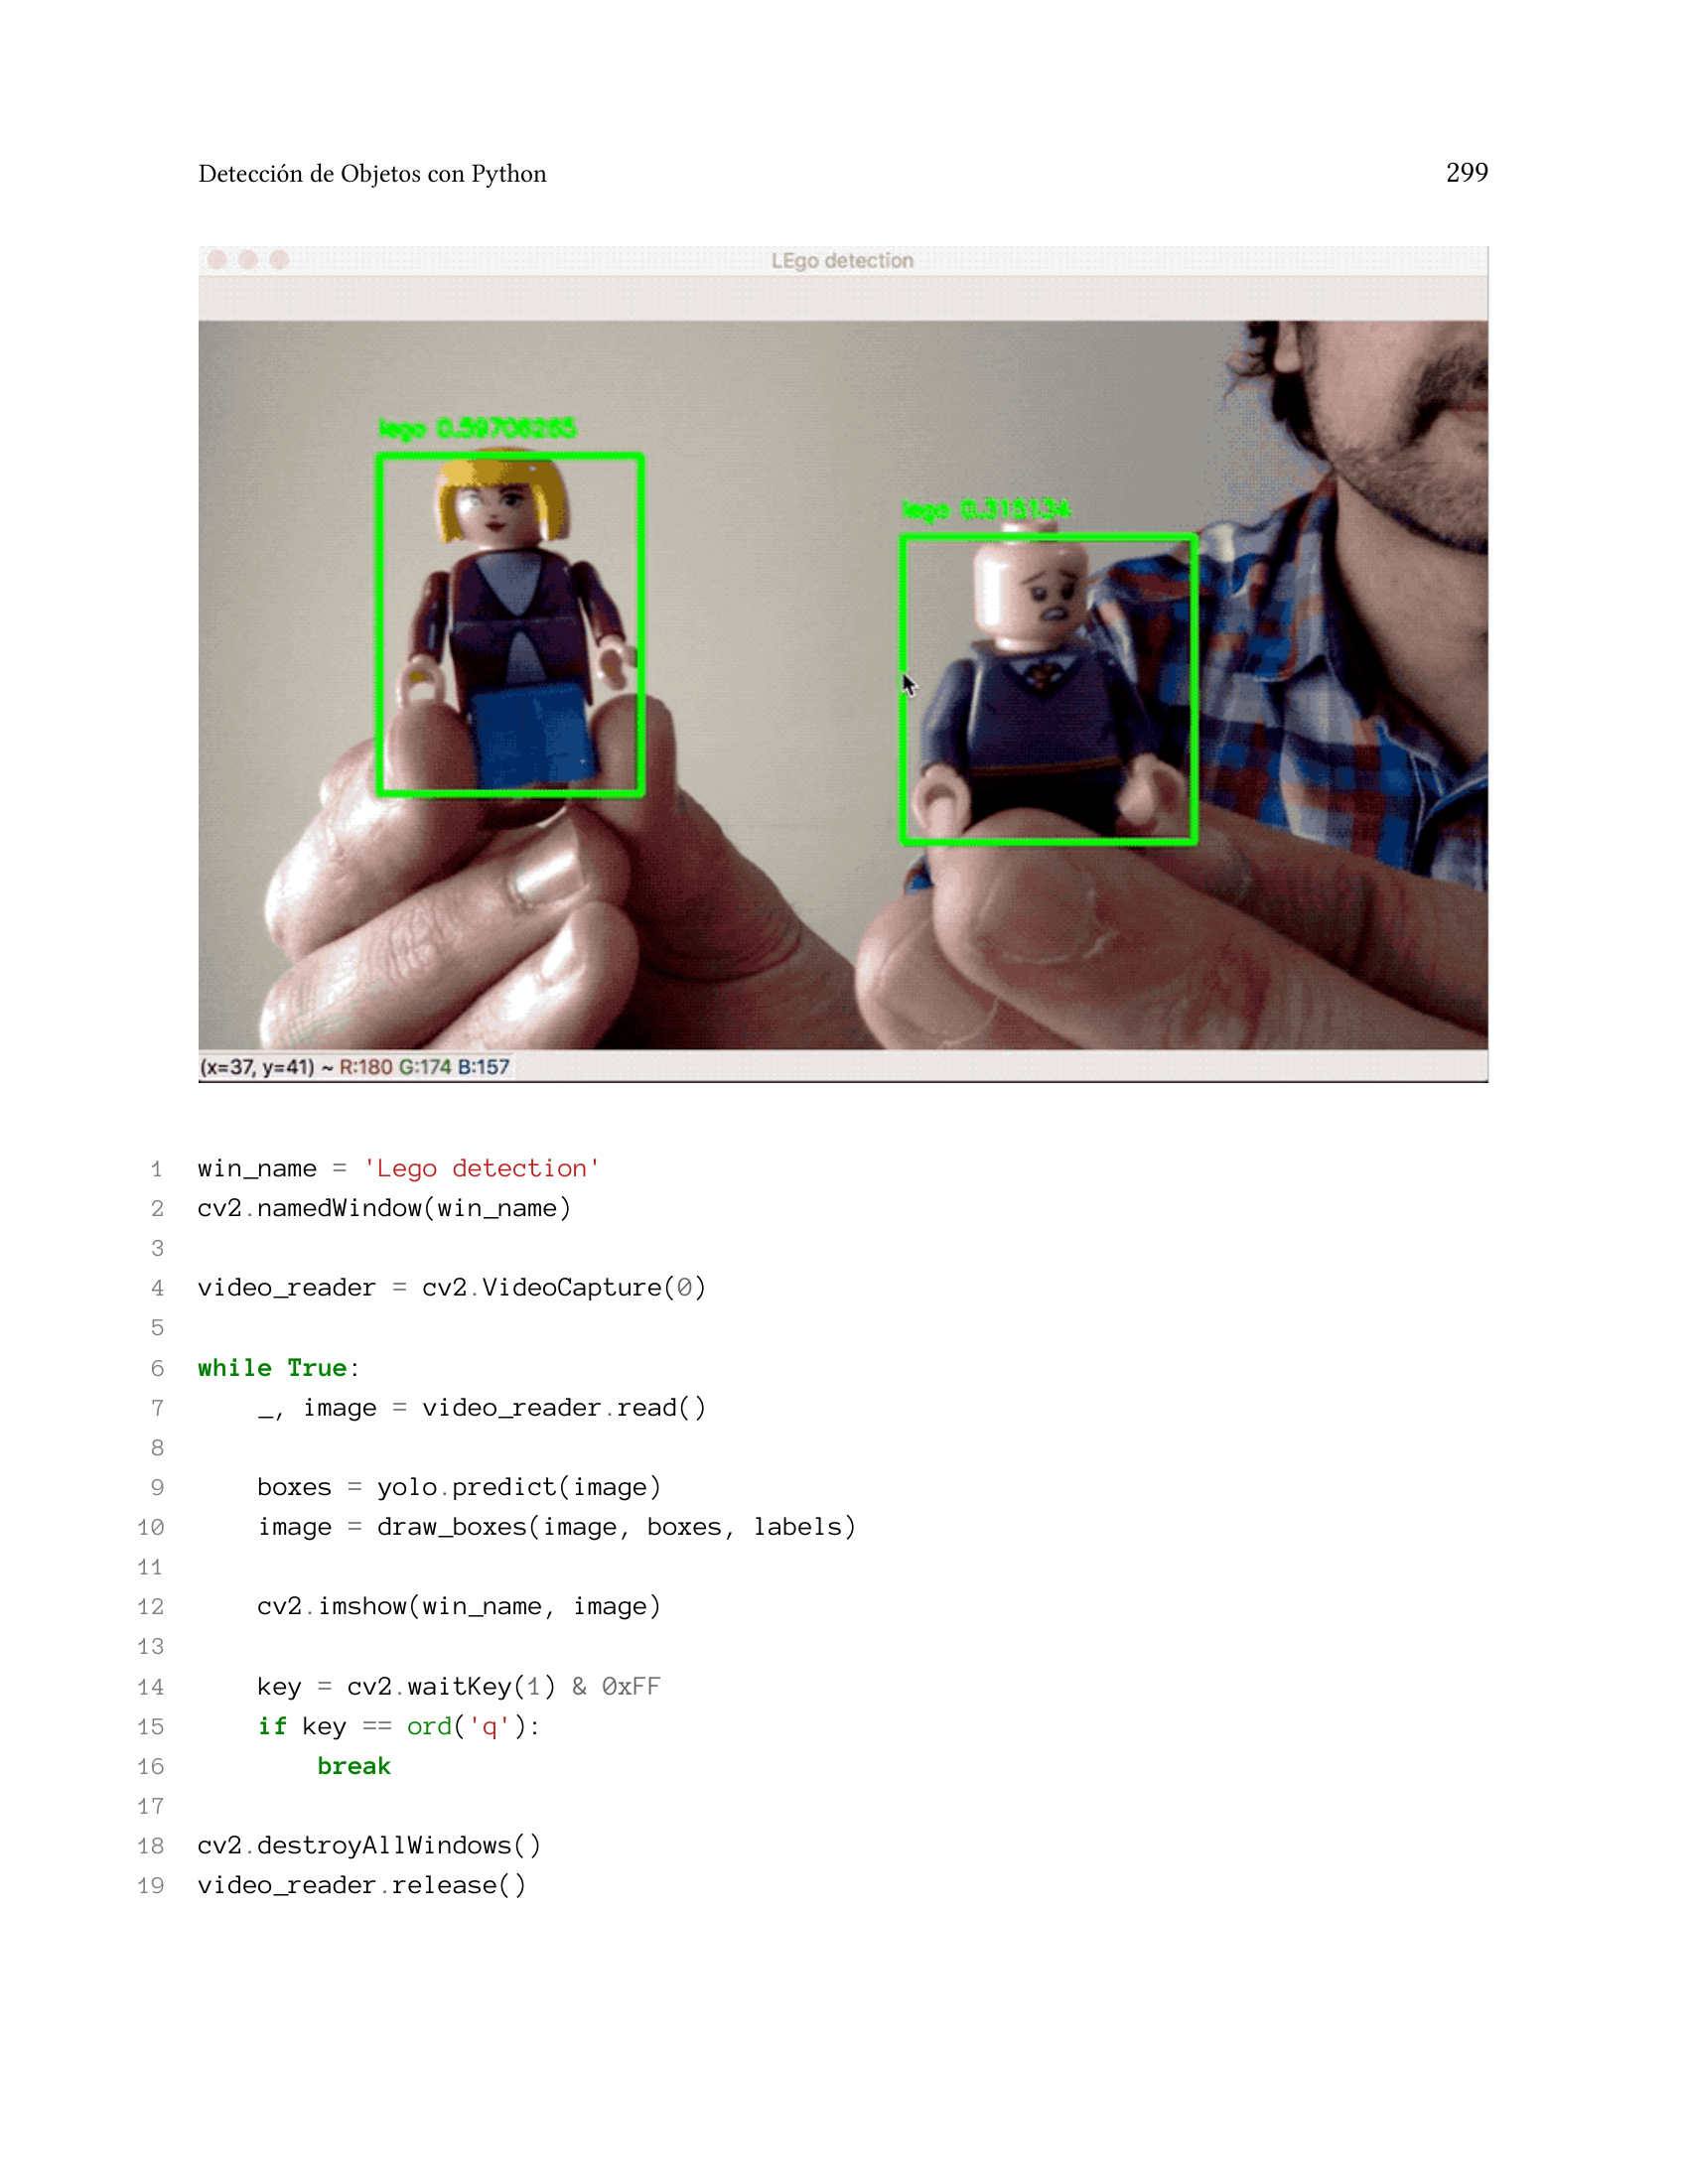 Detección de Objetos con Python 299
LEgo detection
lego 0.59706265
lego 0.315134
(x=37, y=41) ~ R:180 G:174 B:157
1 win_name = 'Lego detection'
2 cv2.namedWindow(win_name)
3
4 video_reader = cv2.VideoCapture(0)
5
6 while True:
7     _, image = video_reader.read()
8
9     boxes = yolo.predict(image)
10     image = draw_boxes(image, boxes, labels)
11
12     cv2.imshow(win_name, image)
13
14     key = cv2.waitKey(1) & 0xFF
15     if key == ord('q'):
16         break
17
18 cv2.destroyAllWindows()
19 video_reader.release()